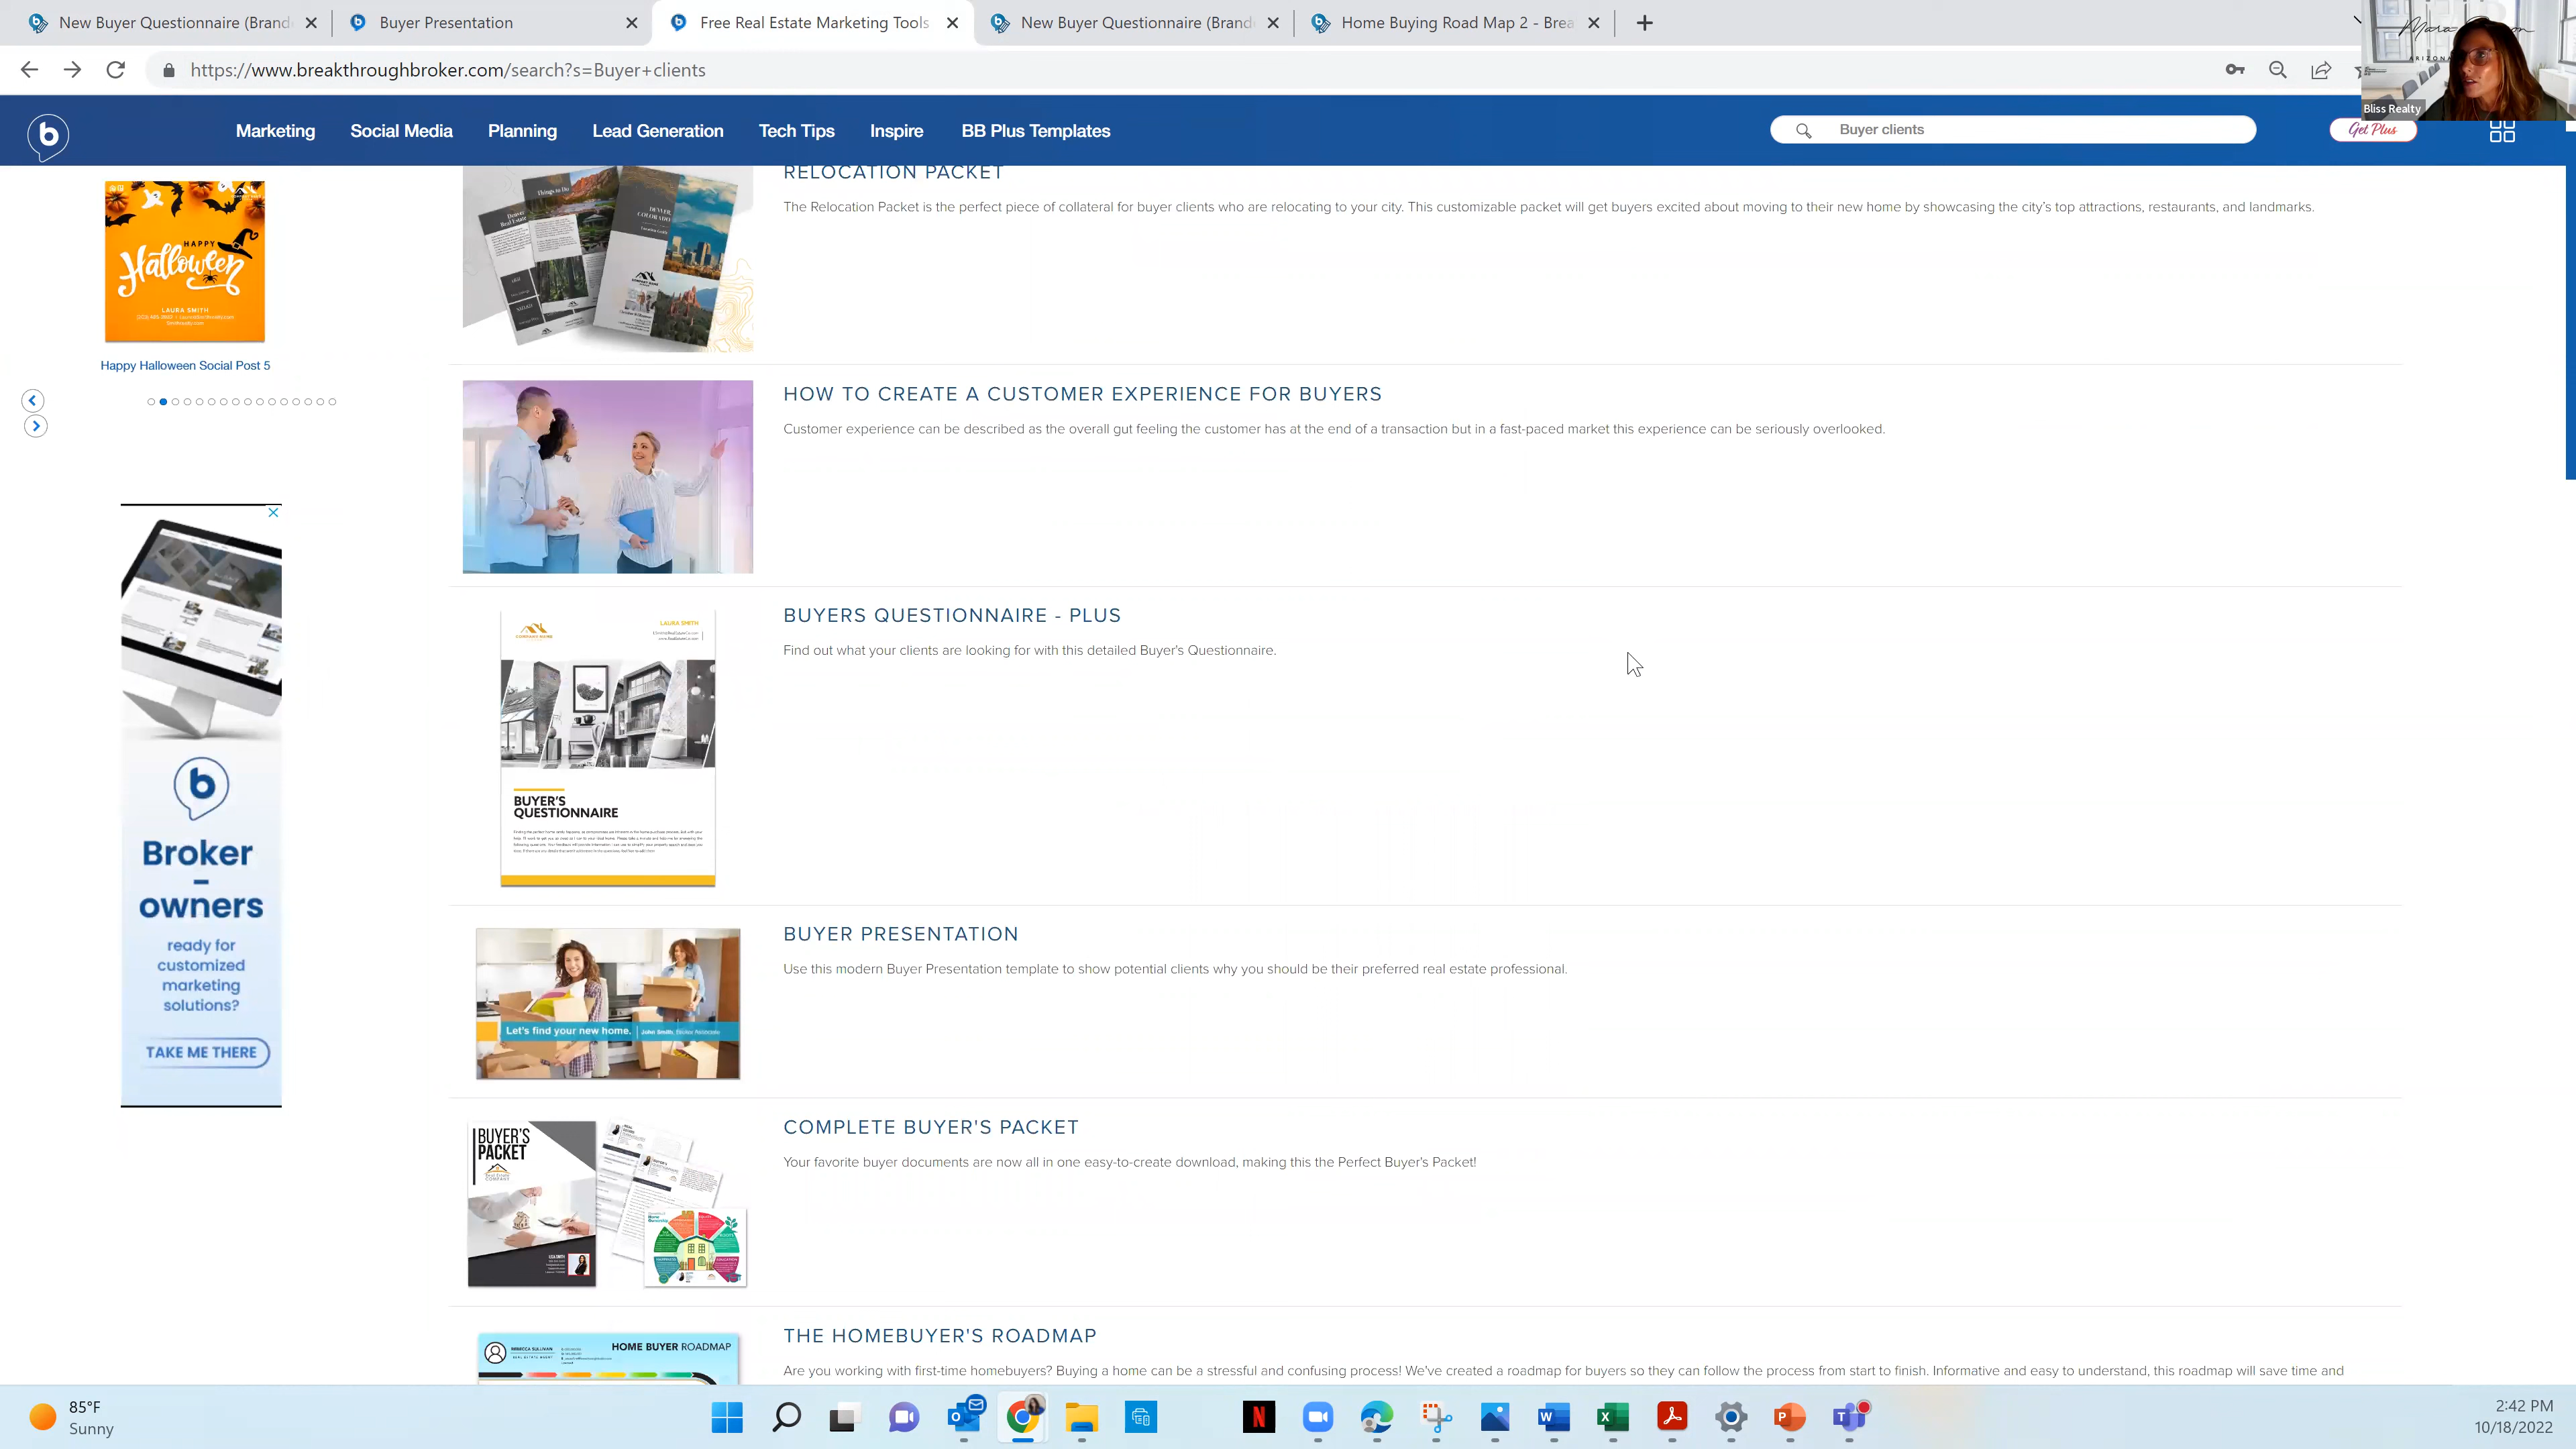 New Buyer Questionnaire (Brand
Buyer Presentation
Free Real Estate Marketing Tools
New Buyer Questionnaire (Brand
Home Buying Road Map 2 - Brea
https://www.breakthroughbroker.com/search?s=Buyer+clients
Bliss Realty
b
Marketing
Social Media
Planning
Lead Generation
Tech Tips
Inspire
BB Plus Templates
Buyer clients
Get Plus
HAPPY
Halloween
LAURA SMITH
Happy Halloween Social Post 5
RELOCATION PACKET
The Relocation Packet is the perfect piece of collateral for buyer clients who are relocating to your city. This customizable packet will get buyers excited about moving to their new home by showcasing the city's top attractions, restaurants, and landmarks.
HOW TO CREATE A CUSTOMER EXPERIENCE FOR BUYERS
Customer experience can be described as the overall gut feeling the customer has at the end of a transaction but in a fast-paced market this experience can be seriously overlooked.
b
Broker
-
owners
ready for
customized
marketing
solutions?
TAKE ME THERE
LAURA SMITH
COMPANY NAME
BUYER'S
QUESTIONNAIRE
BUYERS QUESTIONNAIRE - PLUS
Find out what your clients are looking for with this detailed Buyer's Questionnaire.
Let's find your new home.
BUYER PRESENTATION
Use this modern Buyer Presentation template to show potential clients why you should be their preferred real estate professional.
BUYER'S
PACKET
COMPLETE BUYER'S PACKET
Your favorite buyer documents are now all in one easy-to-create download, making this the Perfect Buyer's Packet!
HOME BUYER ROADMAP
THE HOMEBUYER'S ROADMAP
Are you working with first-time homebuyers? Buying a home can be a stressful and confusing process! We've created a roadmap for buyers so they can follow the process from start to finish. Informative and easy to understand, this roadmap will save time and
85°F
Sunny
2:42 PM
10/18/2022